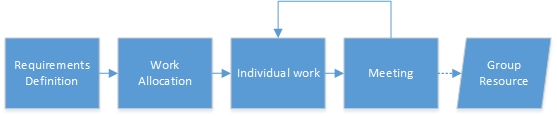 Requirements
Definition
Work
Allocation
Individual work
Meeting
Group
Resource